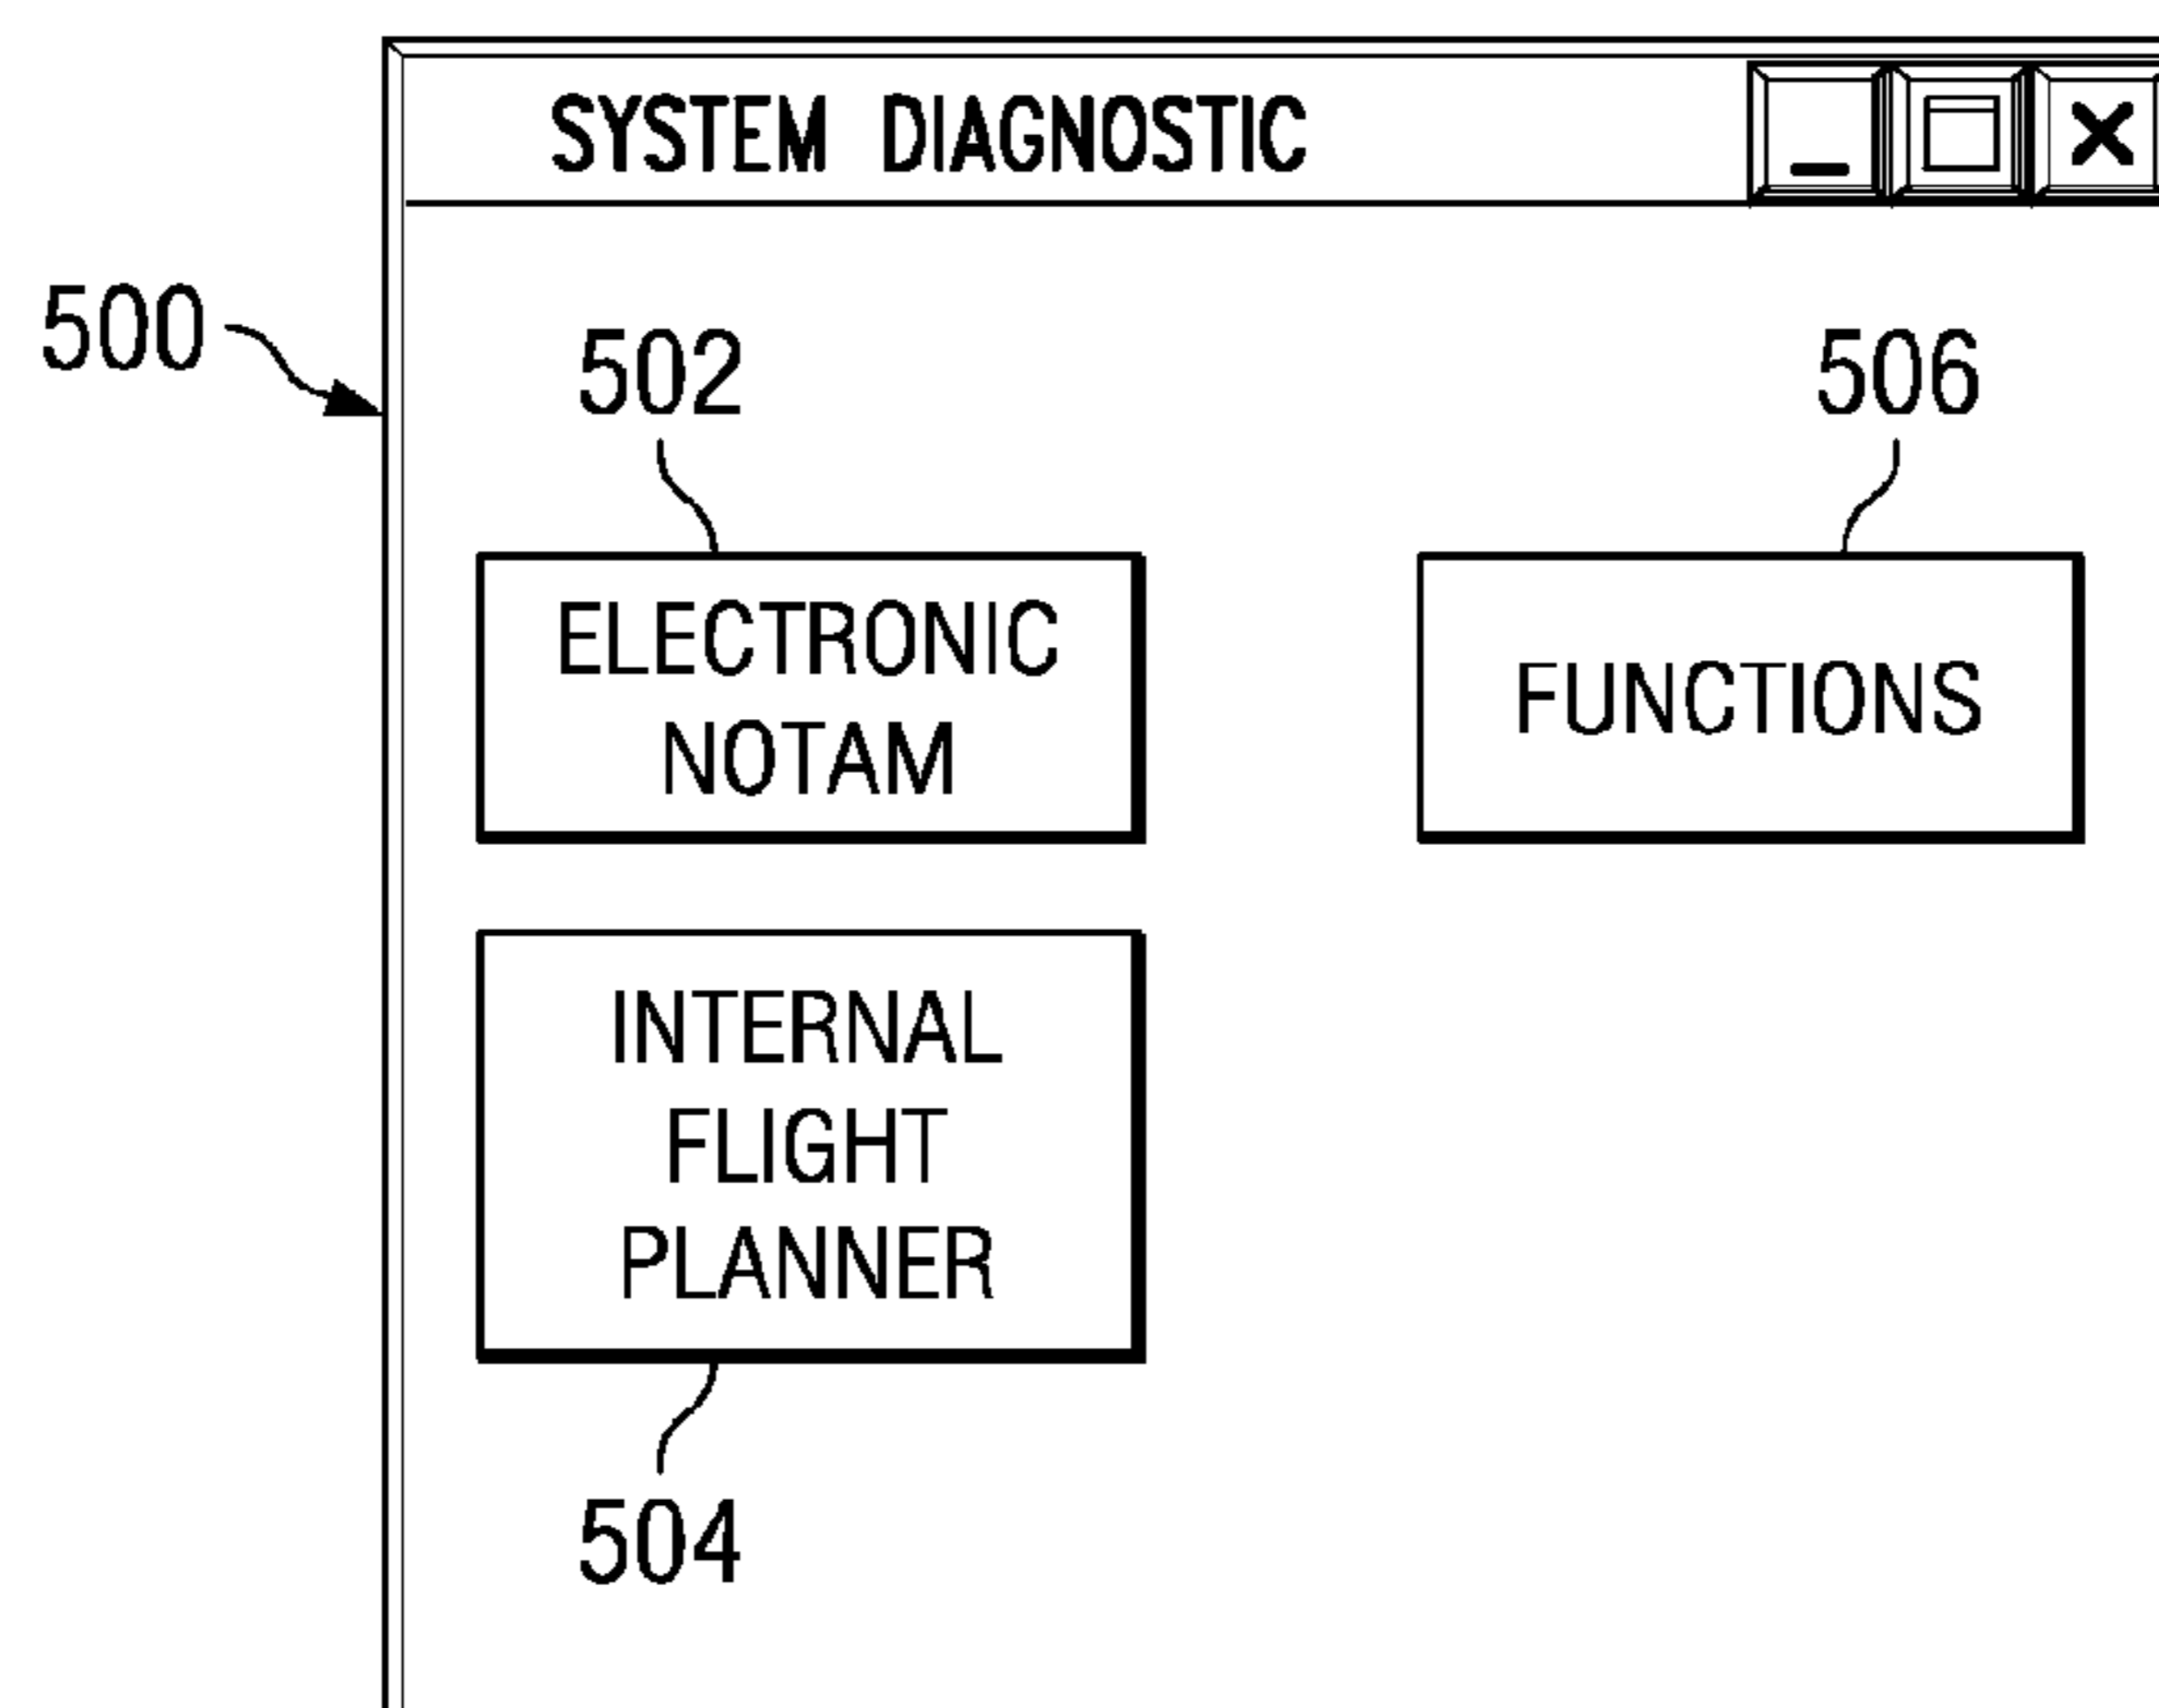 SYSTEM DIAGNOSTIC
500
502
506
ELECTRONIC
NOTAM
FUNCTIONS
INTERNAL
FLIGHT
PLANNER
504